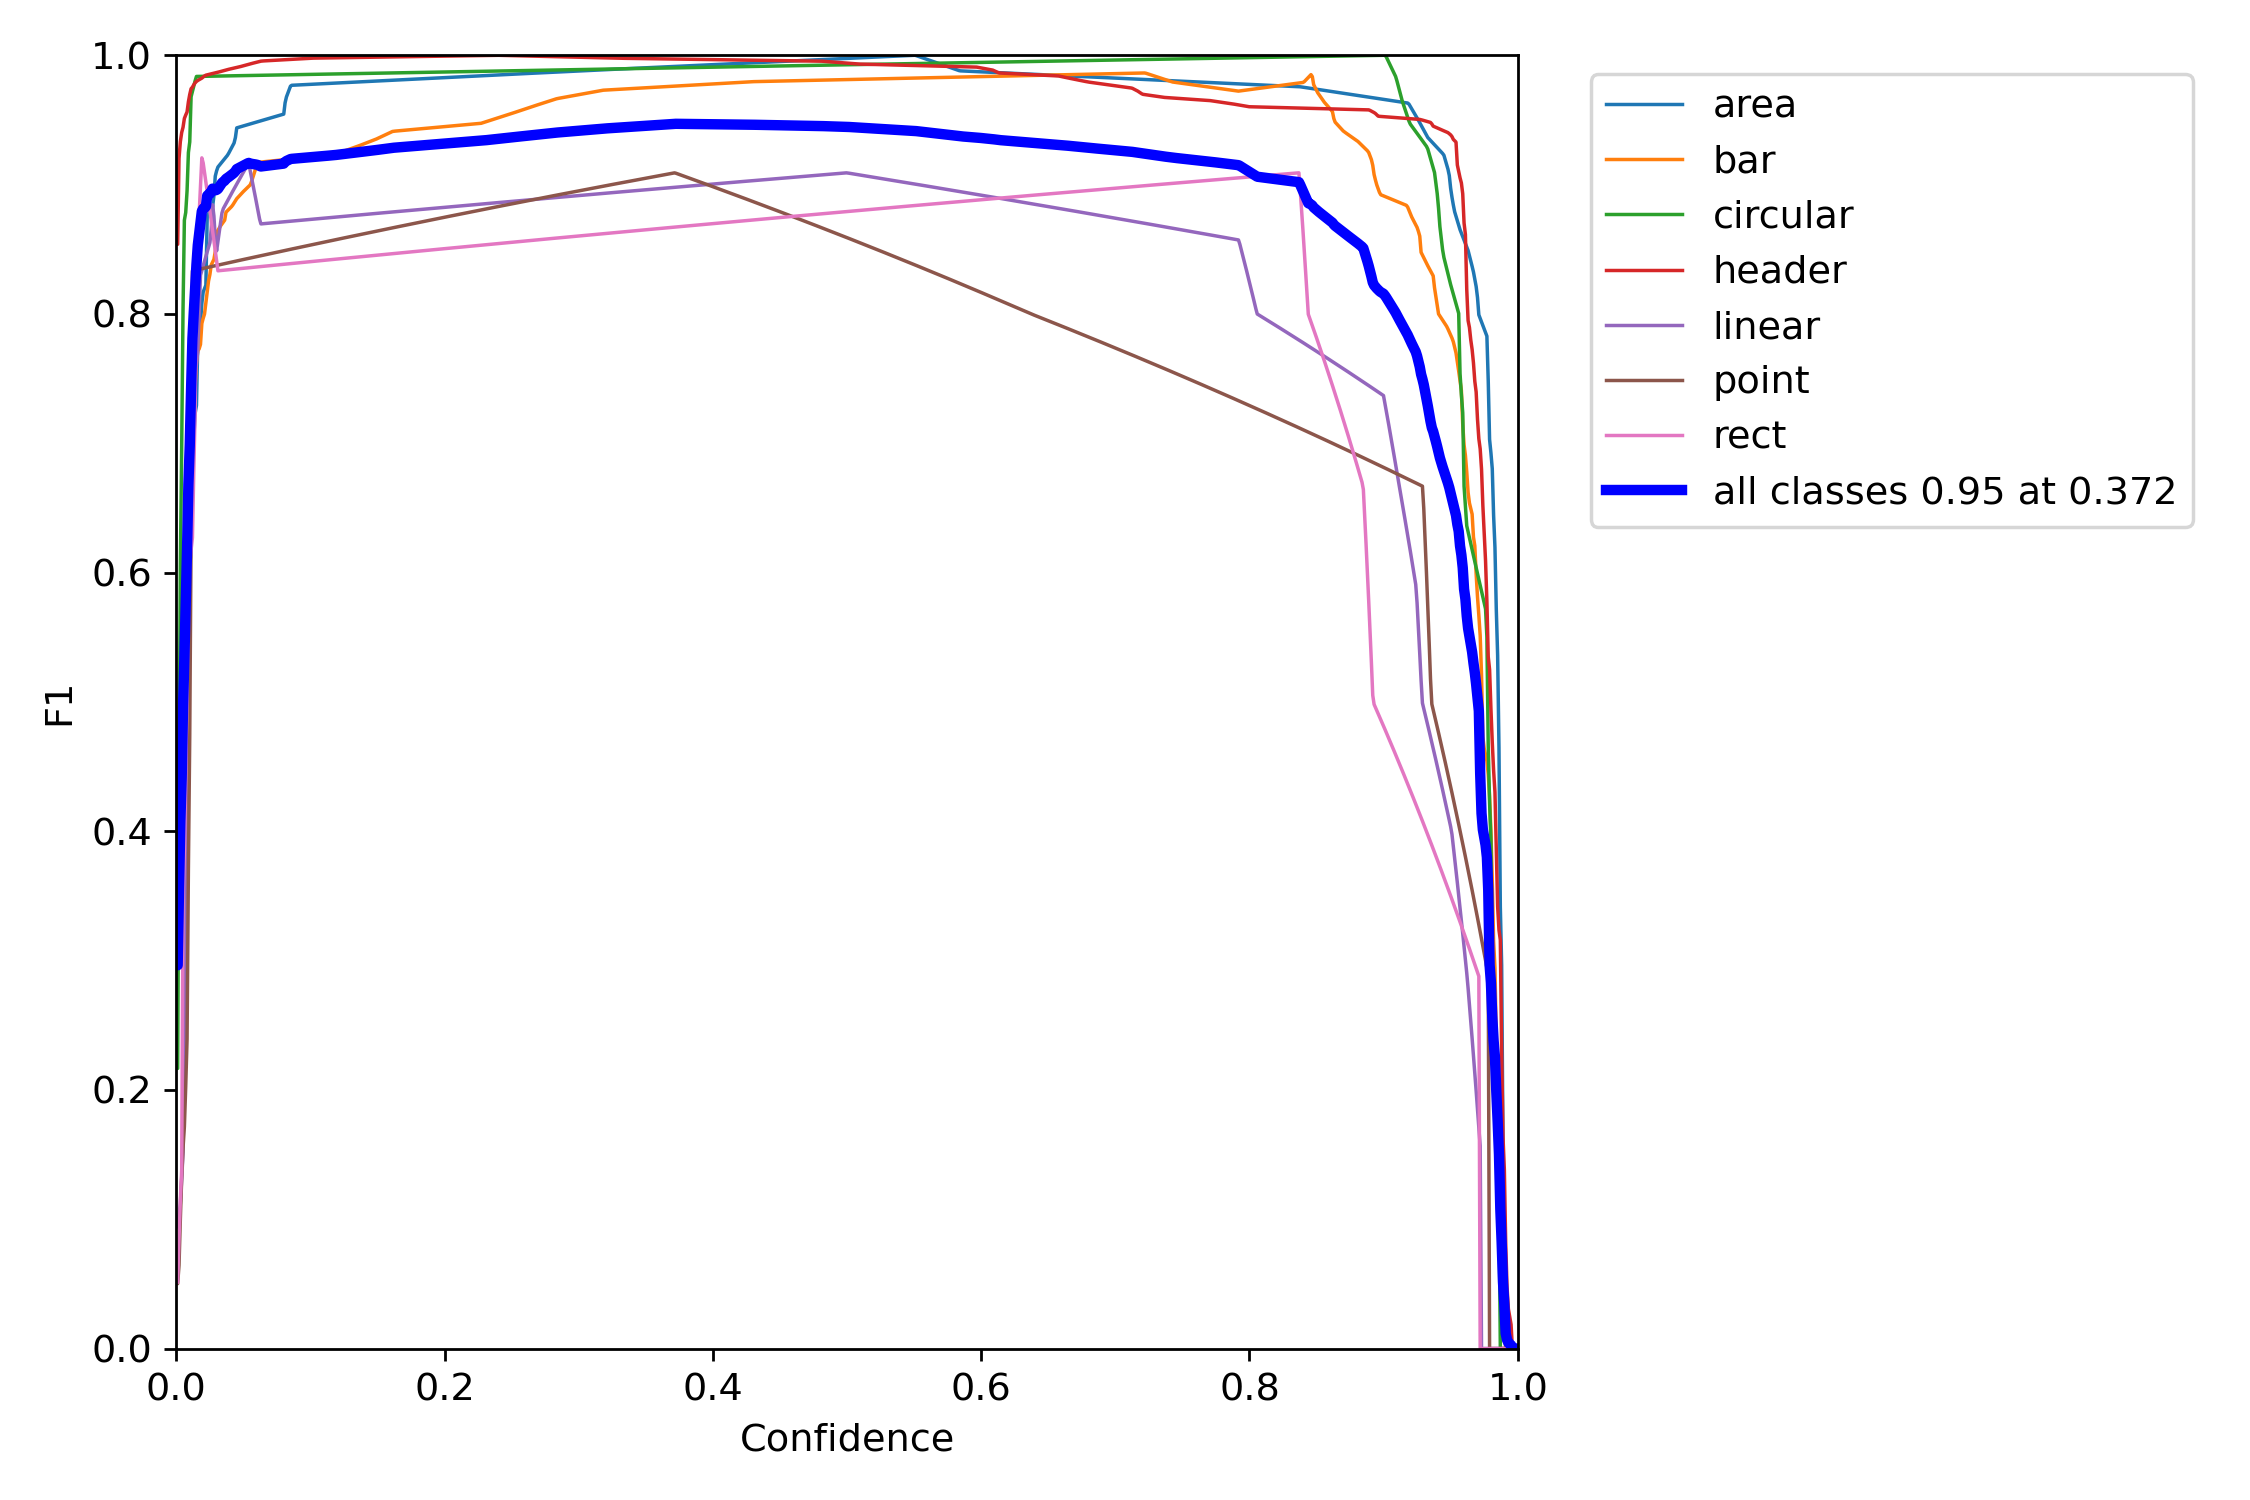 1.0
0.8
0.6
0.4
0.2
0.0
F1
0.0 0.2 0.4 0.6 0.8 1.0
Confidence
area
bar
circular
header
linear
point
rect
all classes 0.95 at 0.372